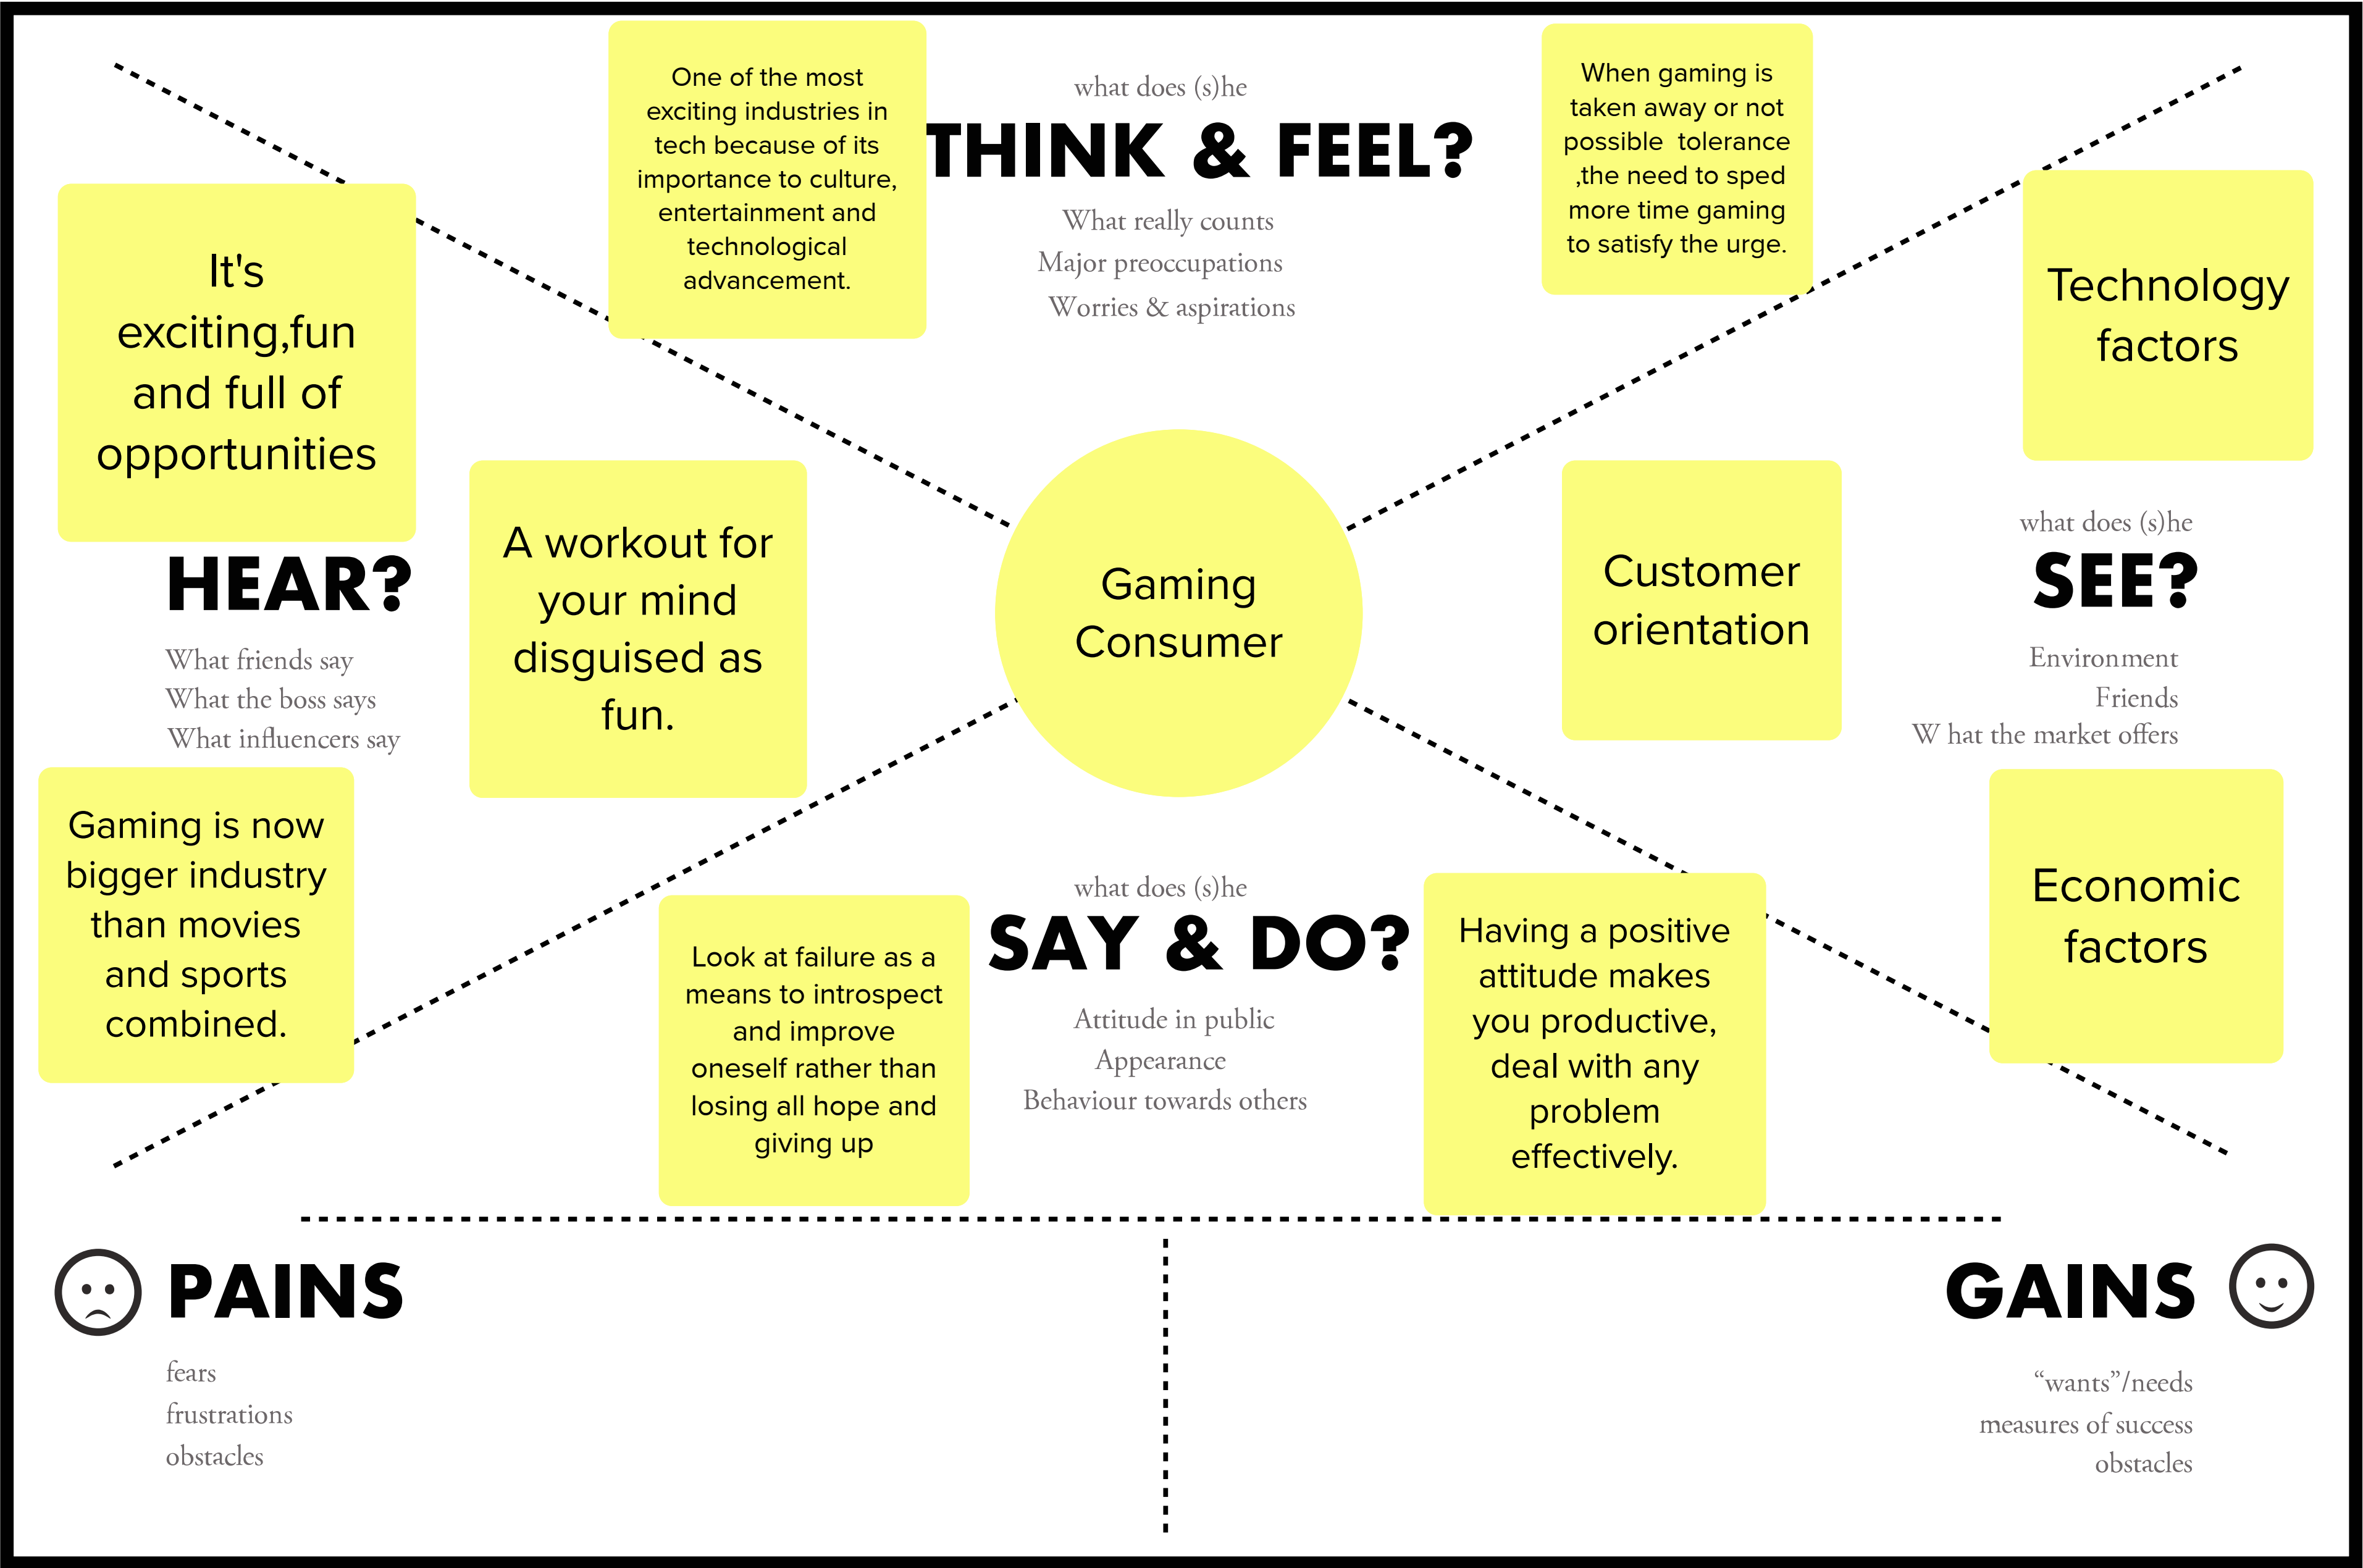 One of the most
exciting industries in
tech because of its
importance to culture,
entertainment and
technological
advancement.
what does (s)he
THINK & FEEL?
What really counts
Major preoccupations
Worries & aspirations
When gaming is
taken away or not
possible  tolerance
,the need to sped
more time gaming
to satisfy the urge.
It's
exciting,fun
and full of
opportunities
HEAR?
What friends say
What the boss says
What influencers say
A workout for
your mind
disguised as
fun.
Gaming is now
bigger industry
than movies
and sports
combined.
Gaming
Consumer
Technology
factors
Customer
orientation
what does (s)he
SEE?
Environment
Friends
W hat the market offers
Economic
factors
what does (s)he
SAY & DO?
Attitude in public
Appearance
Behaviour towards others
Look at failure as a
means to introspect
and improve
oneself rather than
losing all hope and
giving up
Having a positive
attitude makes
you productive,
deal with any
problem
effectively.
PAINS
fears
frustrations
obstacles
GAINS
“wants”/needs
measures of success
obstacles